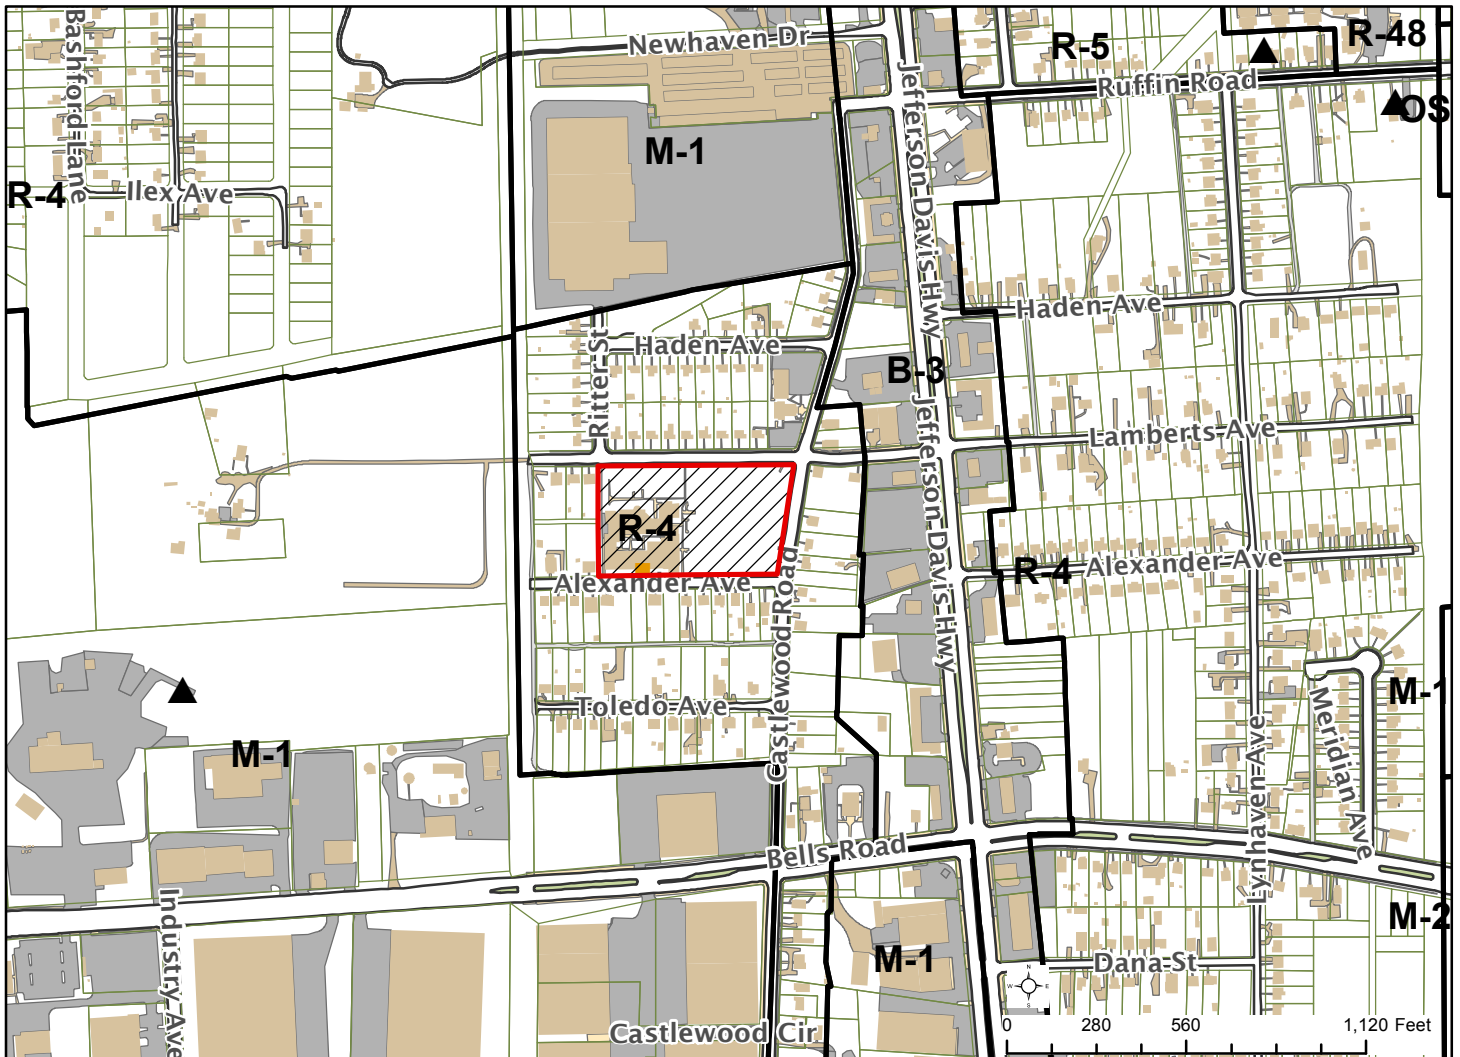 Bashford Lane
Newhaven Dr
R-5
R-48
Ruffin Road
OS
M-1
R-4
Ilex Ave
Jefferson Davis Hwy
Haden Ave
Ritter St
Haden Ave
B-3
Lamberts Ave
Jefferson Davis Hwy
R-4
Alexander Ave
R-4
Alexander Ave
Castlewood Road
Toledo Ave
M-1
M-1
Meridian Ave
Lynhaven Ave
Bells Road
Industry Ave
M-2
M-1
Dana St
N
W
E
S
Castlewood Cir
0 280 560 1,120 Feet